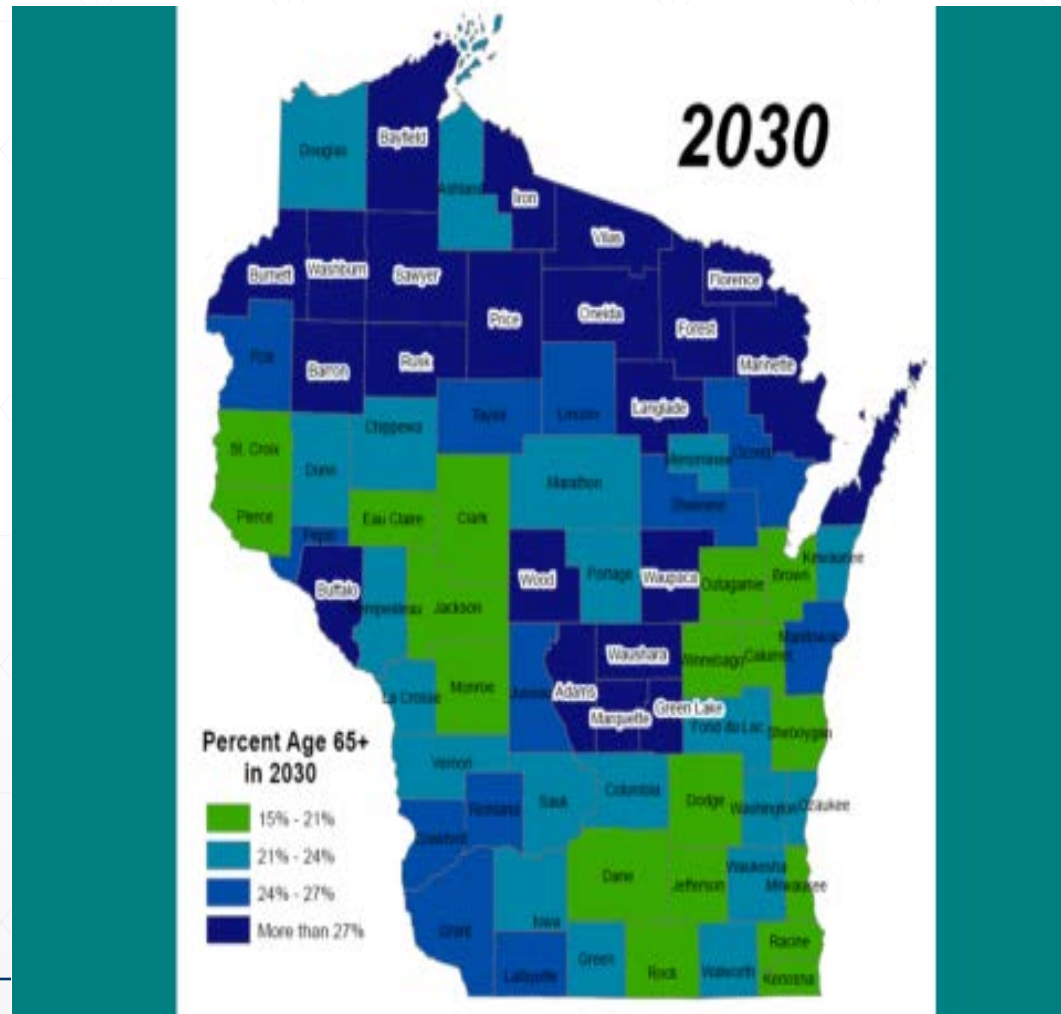 2030
Bayfield
Douglas
Ashland
Iron
Vilas
Burnett
Washburn
Sawyer
Florence
Price
Oneida
Forest
Polk
Barron
Rusk
Marinette
Taylor
Lincoln
Langlade
Chippewa
Oconto
St. Croix
Dunn
Menominee
Marathon
Pierce
Eau Claire
Clark
Shawano
Pepin
Kewaunee
Buffalo
Wood
Portage
Waupaca
Outagamie
Brown
Trempealeau
Jackson
Manitowoc
Waushara
Winnebago
Calumet
La Crosse
Monroe
Juneau
Adams
Marquette
Green Lake
Fond du Lac
Sheboygan
Vernon
Richland
Sauk
Columbia
Dodge
Washington
Ozaukee
Crawford
Dane
Jefferson
Waukesha
Milwaukee
Grant
Iowa
Lafayette
Green
Rock
Walworth
Racine
Kenosha
Percent Age 65+
in 2030
15% - 21%
21% - 24%
24% - 27%
More than 27%